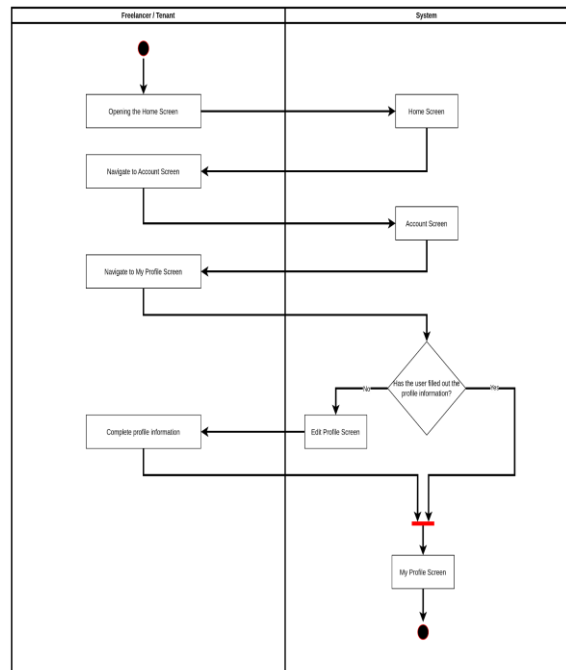 Freelancer / Tenant
System
Opening the Home Screen
Home Screen
Navigate to Account Screen
Account Screen
Navigate to My Profile Screen
Has the user filled out the
profile information?
No
Yes
Complete profile information
Edit Profile Screen
My Profile Screen